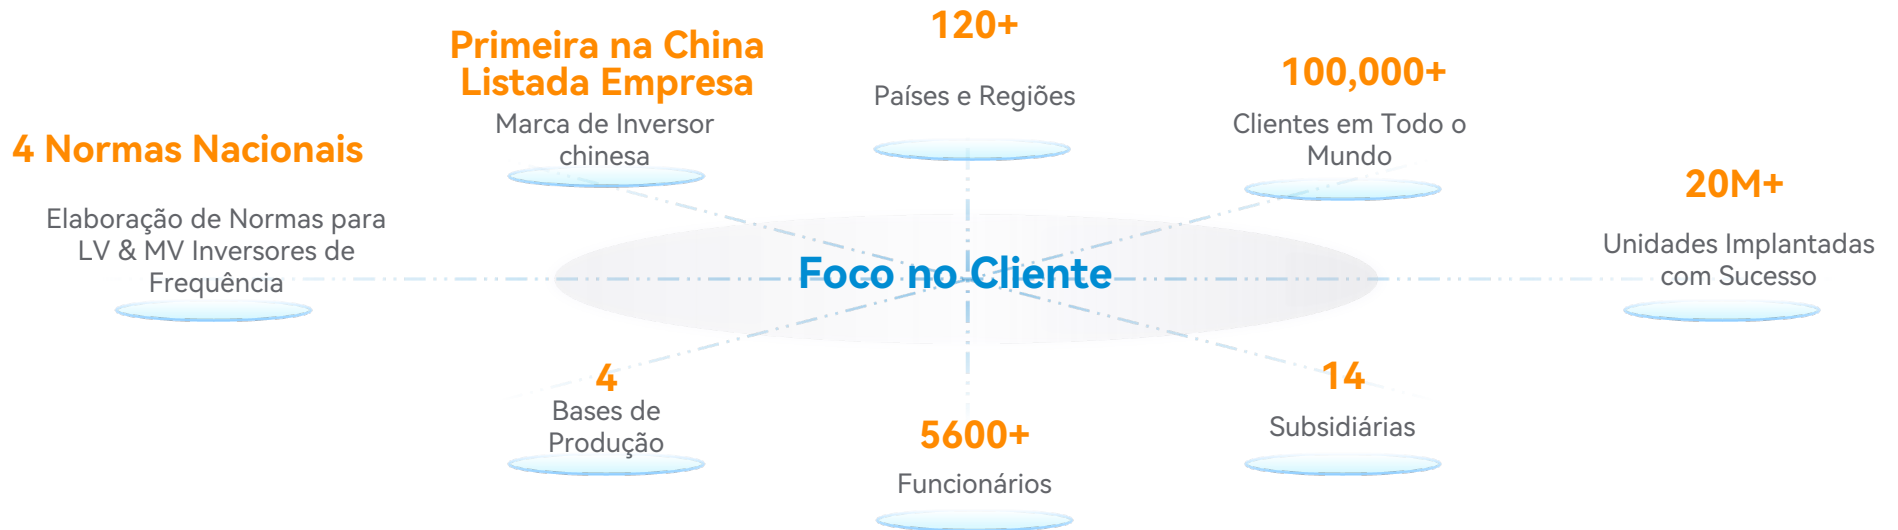 120+
Países e Regiões
Primeira na China
Listada Empresa
Marca de Inversor
chinesa
100,000+
Clientes em Todo o
Mundo
4 Normas Nacionais
Elaboração de Normas para
LV & MV Inversores de
Frequência
20M+
Unidades Implantadas
com Sucesso
Foco no Cliente
4
Bases de
Produção
5600+
Funcionários
14
Subsidiárias